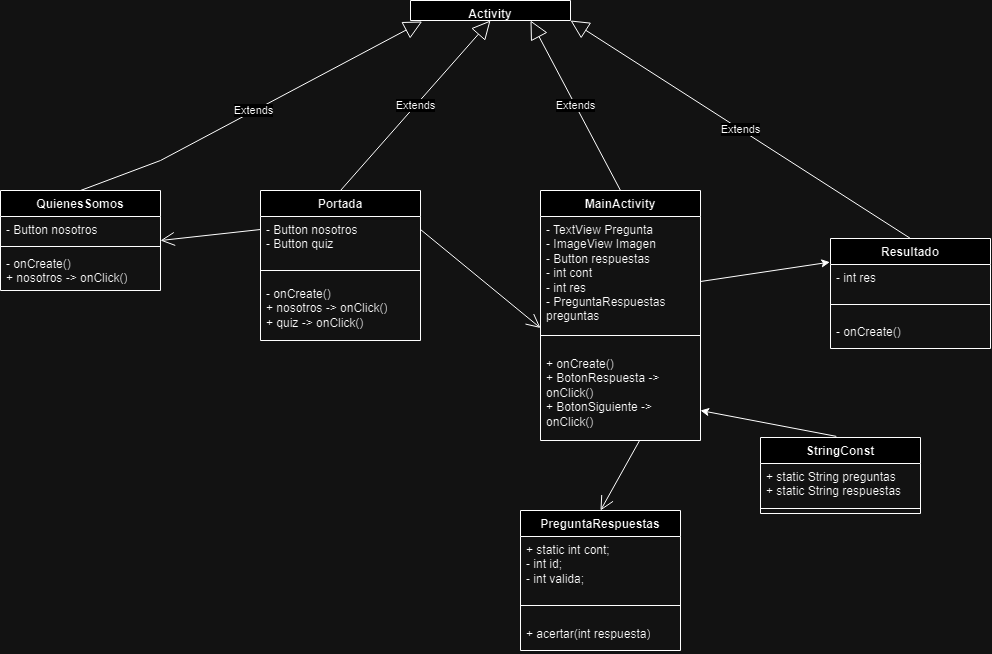 Activity
Extends
Extends
Extends
Extends
QuienesSomos
- Button nosotros
- onCreate()
+ nosotros -> onClick()
Portada
- Button nosotros
- Button quiz
- onCreate()
+ nosotros -> onClick()
+ quiz -> onClick()
MainActivity
- TextView Pregunta
- ImageView Imagen
- Button respuestas
- int cont
- int res
- PreguntaRespuestas
preguntas
+ onCreate()
+ BotonRespuesta ->
onClick()
+ BotonSiguiente ->
onClick()
Resultado
- int res
- onCreate()
StringConst
+ static String preguntas
+ static String respuestas
PreguntaRespuestas
+ static int cont;
- int id;
- int valida;
+ acertar(int respuesta)